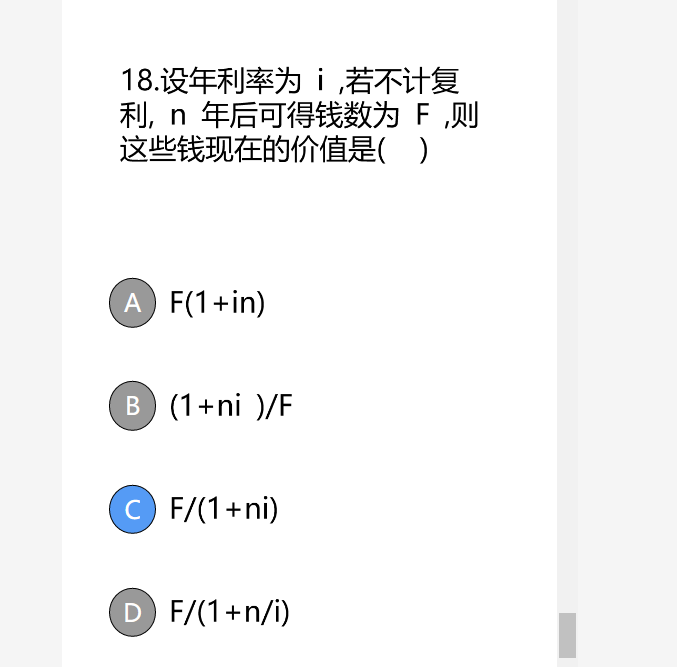 18.设年利率为 i ,若不计复
利, n 年后可得钱数为 F ,则
这些钱现在的价值是( )
A F(1+in)
B (1+ni )/F
C F/(1+ni)
D F/(1+n/i)